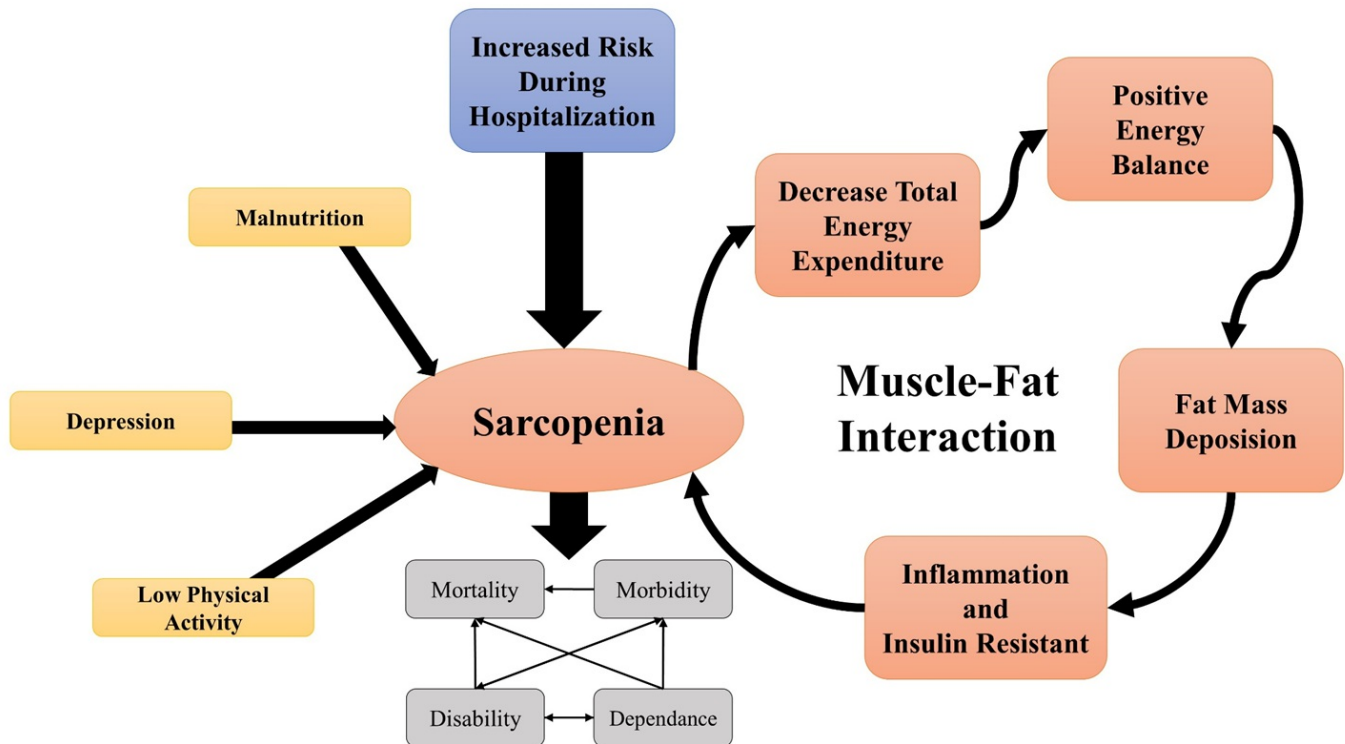 Increased Risk
During
Hospitalization
Positive
Energy
Balance
Decrease Total
Energy
Expenditure
Malnutrition
Muscle-Fat
Interaction
Sarcopenia
Depression
Fat Mass
Deposision
Low Physical
Activity
Mortality
Morbidity
Disability
Dependance
Inflammation
and
Insulin Resistant